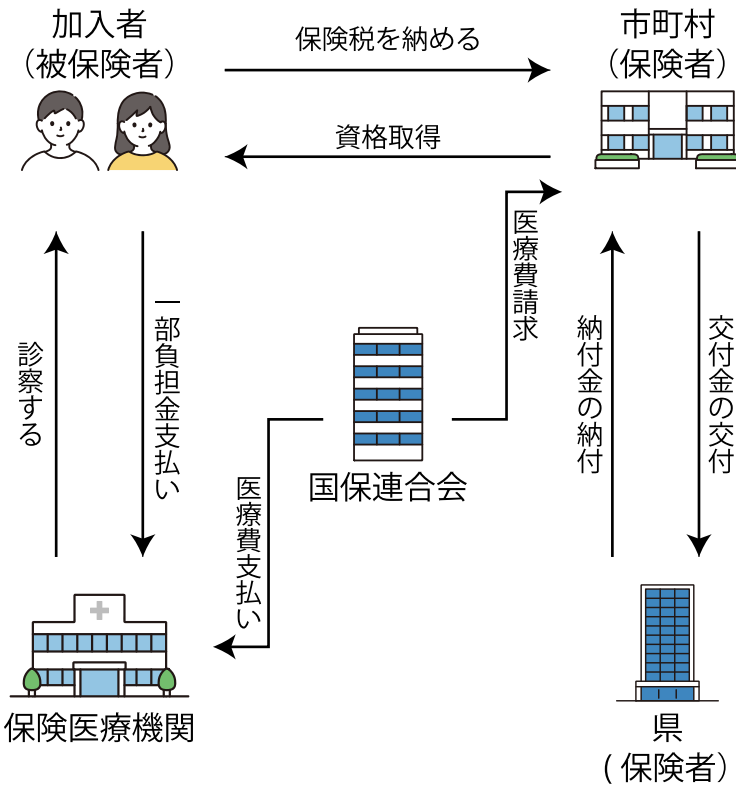 加入者
（被保険者）
保険税を納める
市町村
（保険者）
資格取得
医療費請求
診察する
一部負担金支払い
納付金の納付
交付金の交付
国保連合会
医療費支払い
保険医療機関
県
( 保険者）